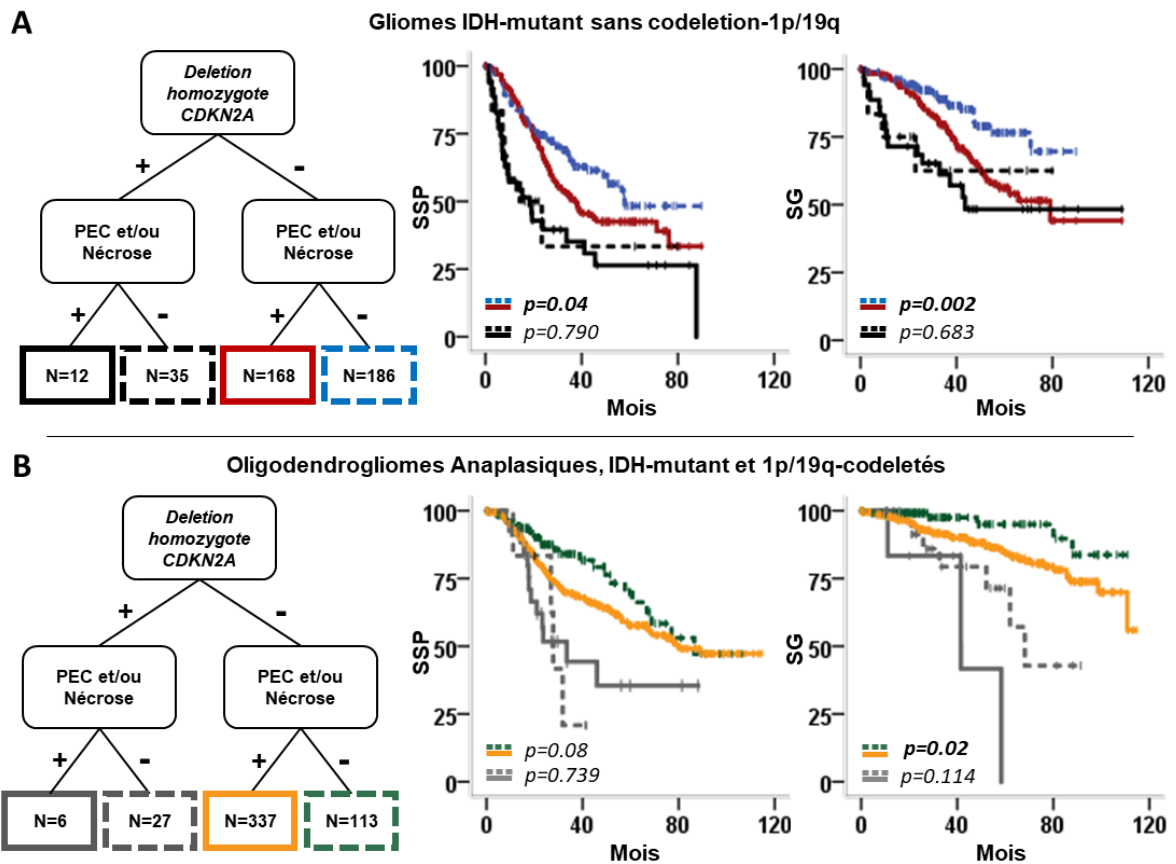 A
Gliomes IDH-mutant sans codeletion-1p/19q
Deletion
homozygote
CDKN2A
+
-
PEC et/ou
Nécrose
PEC et/ou
Nécrose
+
-
+
-
N=12
N=35
N=168
N=186
SSP
100
75
50
25
0
p=0.04
p=0.790
0
40
80
120
Mois
SG
100
75
50
25
0
p=0.002
p=0.683
0
40
80
120
Mois
B
Oligodendrogliomes Anaplasiques, IDH-mutant et 1p/19q-codeletés
Deletion
homozygote
CDKN2A
+
-
PEC et/ou
Nécrose
PEC et/ou
Nécrose
+
-
+
-
N=6
N=27
N=337
N=113
SSP
100
75
50
25
0
p=0.08
p=0.739
0
40
80
120
Mois
SG
100
75
50
25
0
p=0.02
p=0.114
0
40
80
120
Mois